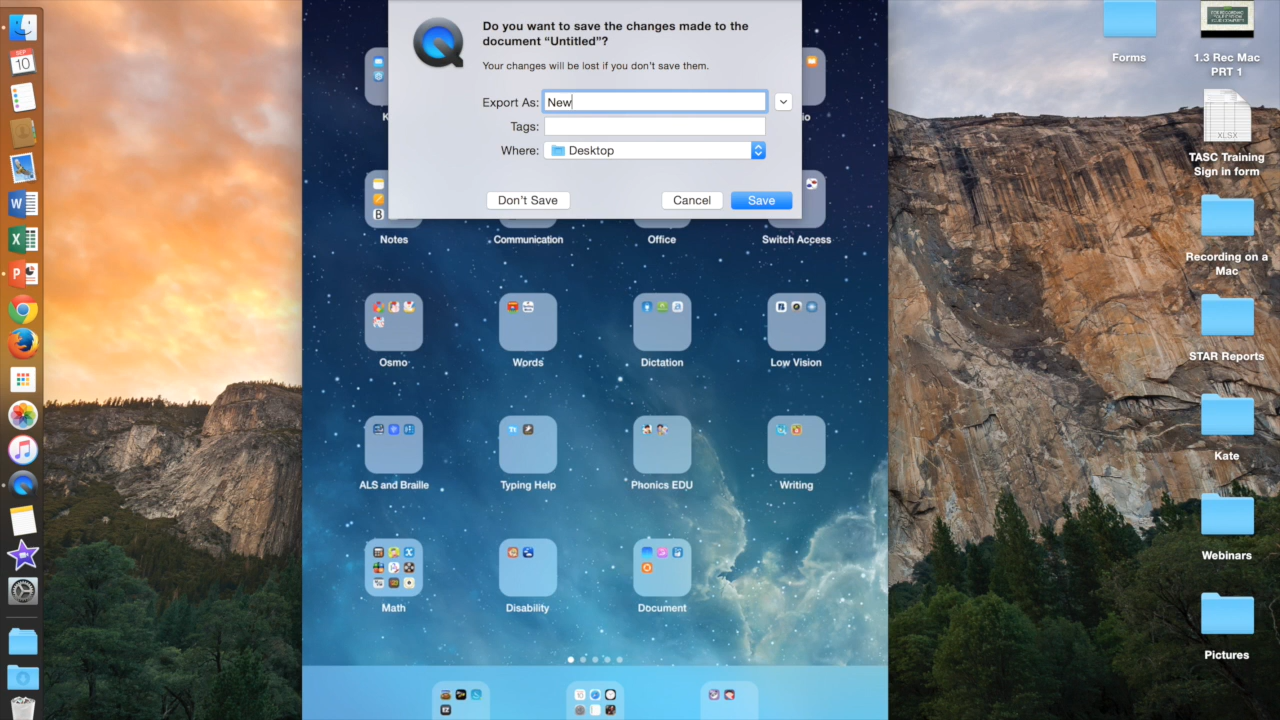 Do you want to save the changes made to the
document “Untitled”?
Your changes will be lost if you don’t save them.
Export As: New
Tags:
Where: Desktop
Don't Save Cancel Save
Notes Communication Office Switch Access
Osmo Words Dictation Low Vision
ALS and Braille Typing Help Phonics EDU Writing
Math Disability Document
SEP
10
Forms
1.3 Rec Mac
PRT 1
XLSX
TASC Training
Sign in form
Recording on a
Mac
STAR Reports
Kate
Webinars
Pictures